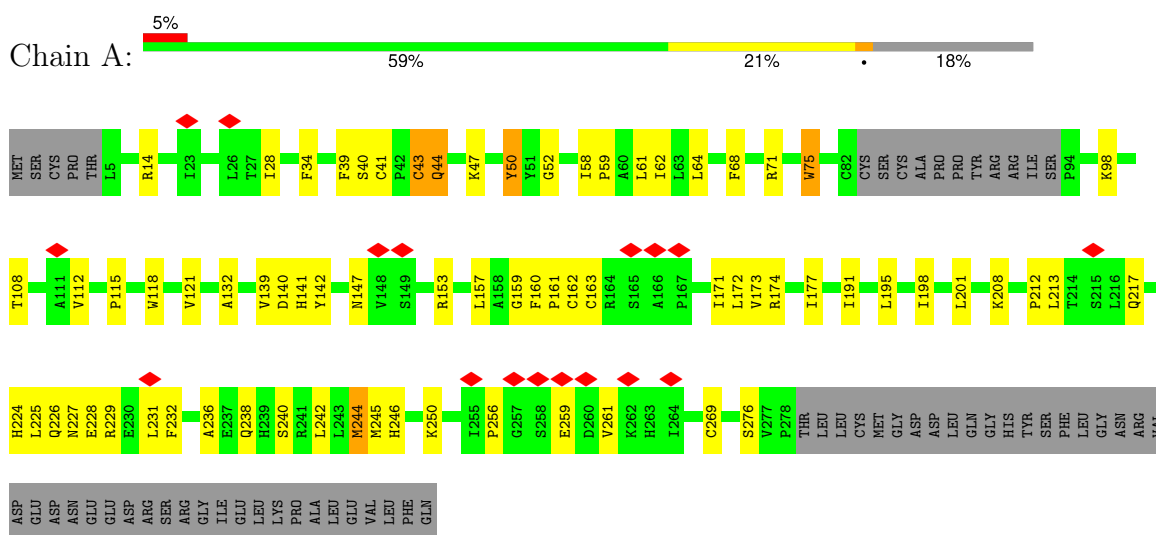 5%
Chain A:
59% 21% • 18%
MET SER CYS PRO THR L5 R14 I23 L26 T27 I28 F34 F39 S40 C41 P42 C43 Q44 K47 Y50 Y51 G52 I58 P59 A60 L61 I62 L63 L64 F68 R71 W75 C82 CYS SER CYS ALA PRO PRO TYR ARG ARG ILE SER P94 K98
T108 A111 V112 P115 W118 V121 A132 V139 D140 H141 Y142 N147 V148 S149 R153 L157 A158 G159 F160 P161 C162 C163 R164 S165 A166 P167 I171 L172 V173 R174 I177 I191 L195 I198 L201 K208 P212 L213 T214 S215 L216 Q217
H224 L225 Q226 N227 E228 R229 E230 L231 F232 A236 E237 Q238 H239 S240 R241 L242 L243 M244 M245 H246 K250 I255 P256 G257 S258 E259 D260 V261 K262 H263 I264 C269 S276 V277 P278 THR LEU LEU CYS MET GLY ASP ASP LEU GLN GLY HIS TYR SER PHE LEU GLY ASN ARG VAL
ASP GLU ASP ASN GLU GLU ASP ARG SER ARG GLY ILE GLU LEU LYS PRO ALA LEU GLU VAL LEU PHE GLN